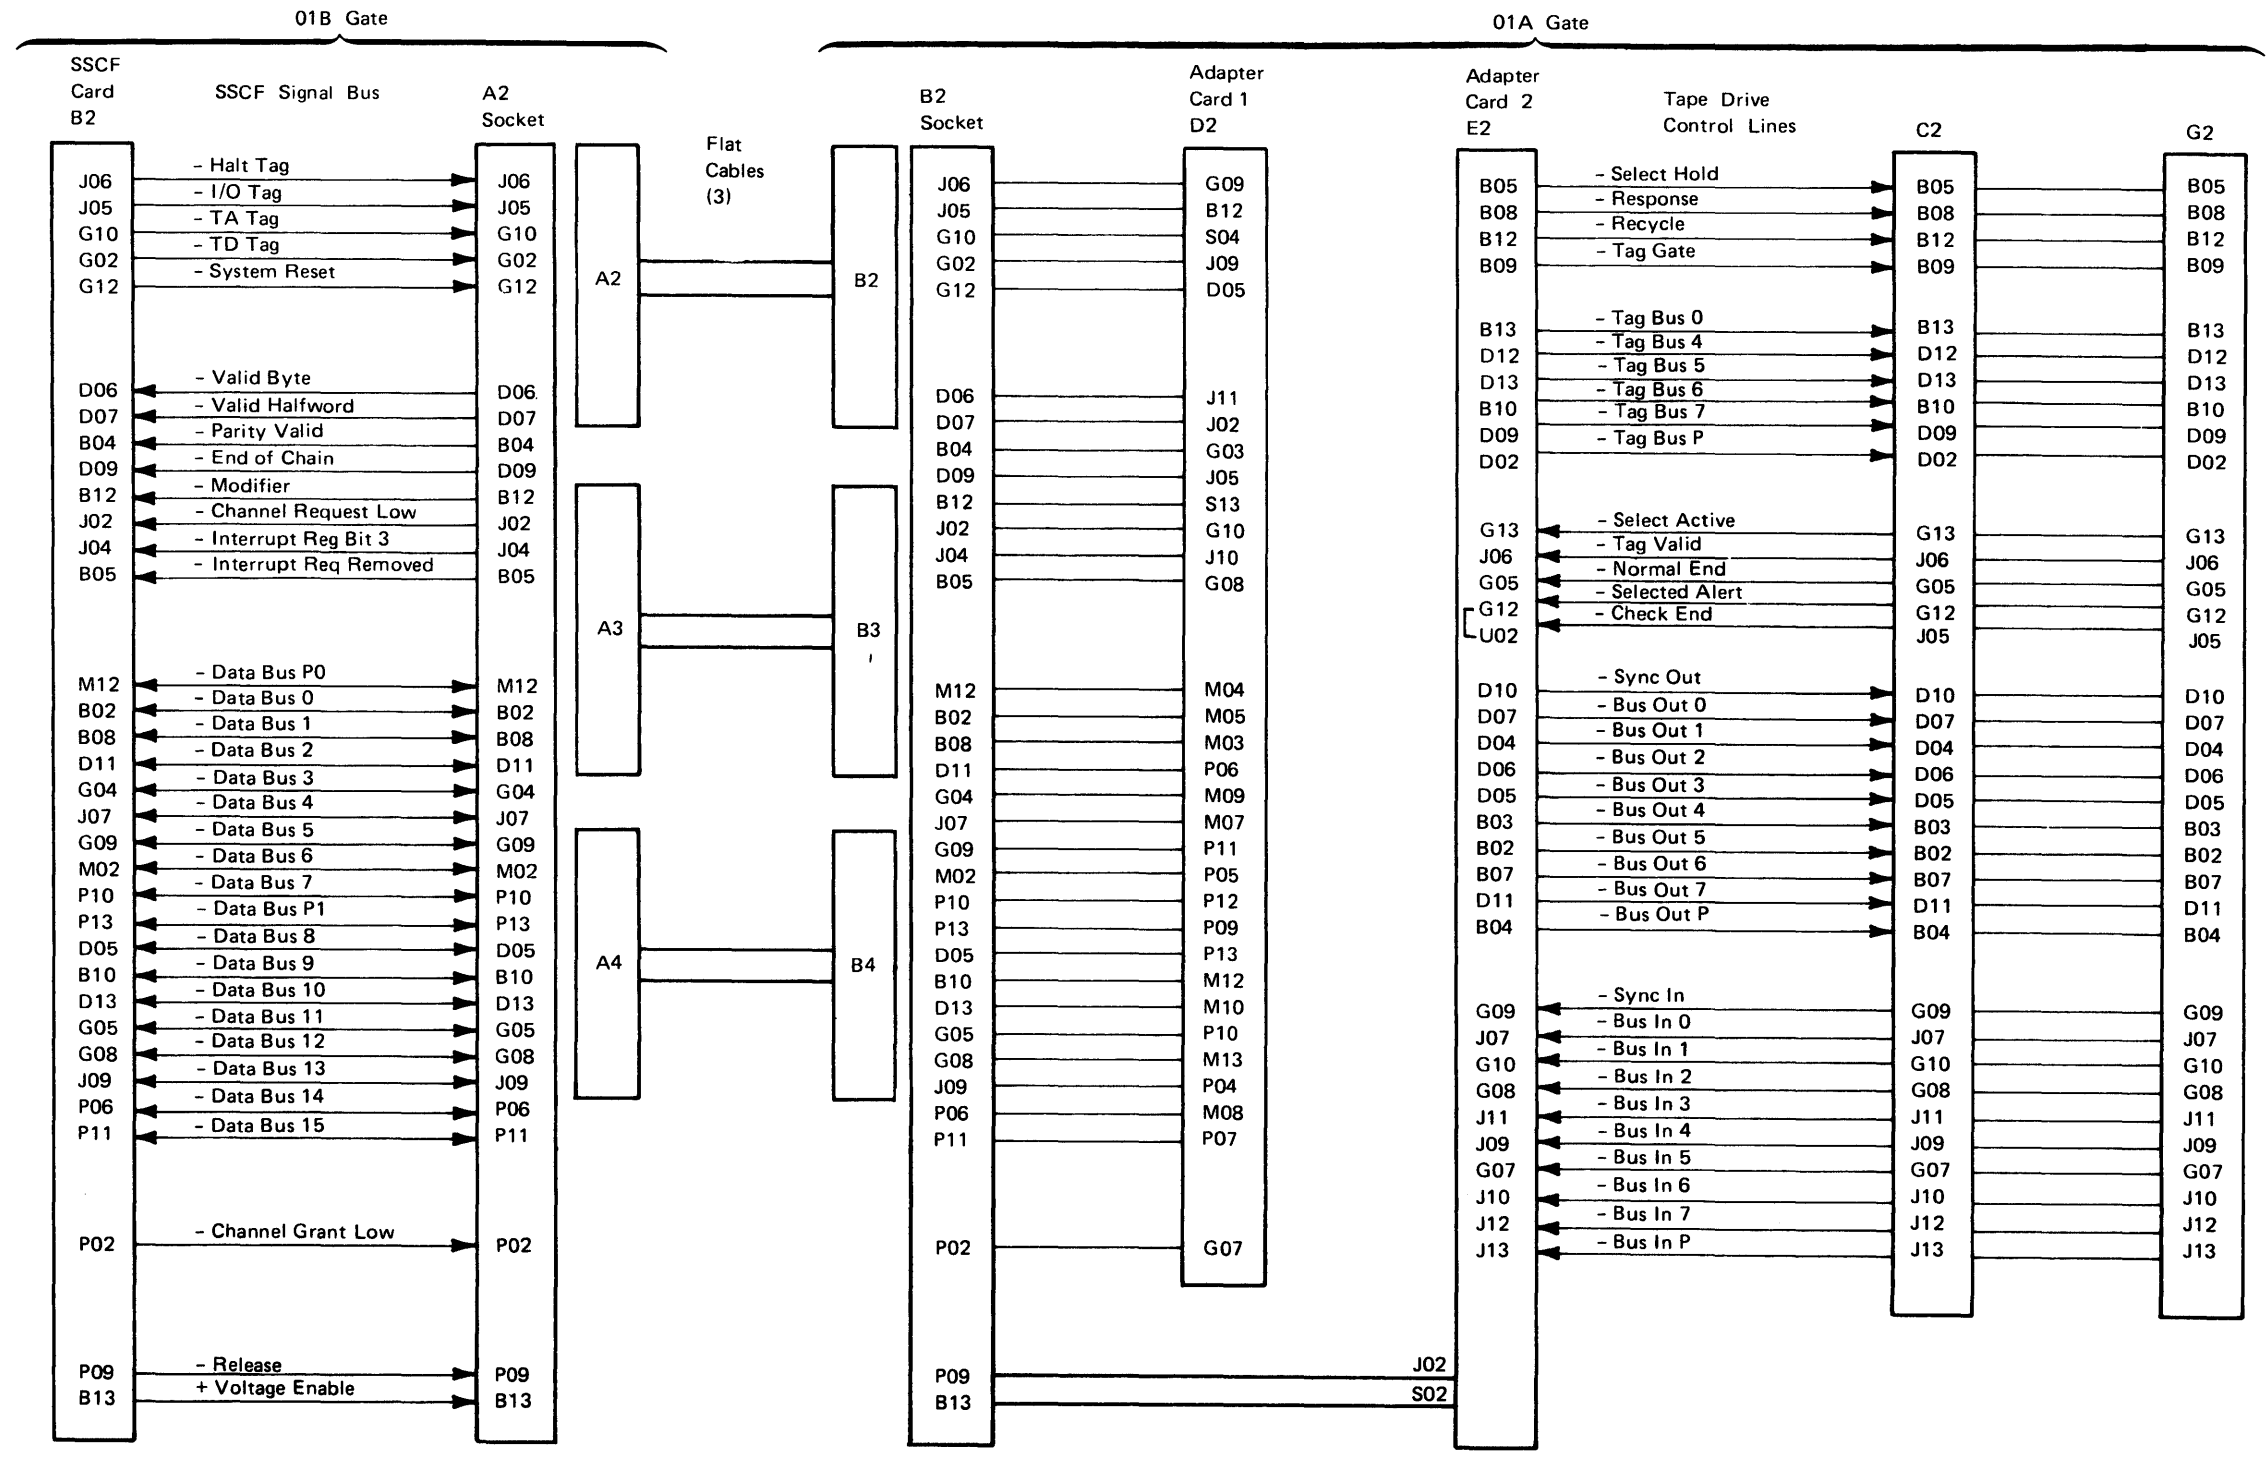 01B Gate
01A Gate
SSCF
Card
B2
SSCF Signal Bus
A2
Socket
Flat
Cables
(3)
B2
Socket
Adapter
Card 1
D2
Adapter
Card 2
E2
Tape Drive
Control Lines
C2
G2
J06 - Halt Tag J06
J05 - I/O Tag J05
G10 - TA Tag G10
G02 - TD Tag G02
G12 - System Reset G12
D06 - Valid Byte D06
D07 - Valid Halfword D07
B04 - Parity Valid B04
D09 - End of Chain D09
B12 - Modifier B12
J02 - Channel Request Low J02
J04 - Interrupt Reg Bit 3 J04
B05 - Interrupt Req Removed B05
M12 - Data Bus P0 M12
B02 - Data Bus 0 B02
B08 - Data Bus 1 B08
D11 - Data Bus 2 D11
G04 - Data Bus 3 G04
J07 - Data Bus 4 J07
G09 - Data Bus 5 G09
M02 - Data Bus 6 M02
P10 - Data Bus 7 P10
P13 - Data Bus P1 P13
D05 - Data Bus 8 D05
B10 - Data Bus 9 B10
D13 - Data Bus 10 D13
G05 - Data Bus 11 G05
G08 - Data Bus 12 G08
J09 - Data Bus 13 J09
P06 - Data Bus 14 P06
P11 - Data Bus 15 P11
P02 - Channel Grant Low P02
P09 - Release P09
B13 + Voltage Enable B13
A2 B2
A3 B3
A4 B4
J06 G09
J05 B12
G10 S04
G02 J09
G12 D05
D06 J11
D07 J02
B04 G03
D09 J05
B12 S13
J02 G10
J04 J10
B05 G08
M12 M04
B02 M05
B08 M03
D11 P06
G04 M09
J07 M07
G09 P11
M02 P05
P10 P12
P13 P09
D05 P13
B10 M12
D13 M10
G05 P10
G08 M13
J09 P04
P06 M08
P11 P07
P02 G07
P09 J02
B13 S02
B05 - Select Hold B05 B05
B08 - Response B08 B08
B12 - Recycle B12 B12
B09 - Tag Gate B09 B09
B13 - Tag Bus 0 B13 B13
D12 - Tag Bus 4 D12 D12
D13 - Tag Bus 5 D13 D13
B10 - Tag Bus 6 B10 B10
D09 - Tag Bus 7 D09 D09
D02 - Tag Bus P D02 D02
G13 - Select Active G13 G13
J06 - Tag Valid J06 J06
G05 - Normal End G05 G05
G12 - Selected Alert G12 G12
U02 - Check End J05 J05
D10 - Sync Out D10 D10
D07 - Bus Out 0 D07 D07
D04 - Bus Out 1 D04 D04
D06 - Bus Out 2 D06 D06
D05 - Bus Out 3 D05 D05
B03 - Bus Out 4 B03 B03
B02 - Bus Out 5 B02 B02
B07 - Bus Out 6 B07 B07
D11 - Bus Out 7 D11 D11
B04 - Bus Out P B04 B04
G09 - Sync In G09 G09
J07 - Bus In 0 J07 J07
G10 - Bus In 1 G10 G10
G08 - Bus In 2 G08 G08
J11 - Bus In 3 J11 J11
J09 - Bus In 4 J09 J09
G07 - Bus In 5 G07 G07
J10 - Bus In 6 J10 J10
J12 - Bus In 7 J12 J12
J13 - Bus In P J13 J13